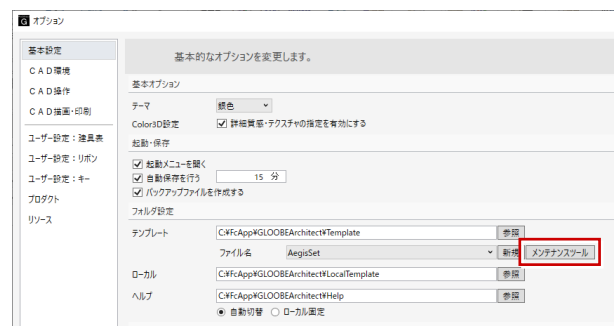 G オプション
基本設定
ＣＡＤ環境
ＣＡＤ操作
ＣＡＤ描画･印刷
ユーザー設定：建具表
ユーザー設定：リボン
ユーザー設定：キー
プロダクト
リソース
基本的なオプションを変更します。
基本オプション
テーマ 銀色
Color3D設定 詳細質感･テクスチャの指定を有効にする
起動･保存
起動メニューを開く
自動保存を行う 15 分
バックアップファイルを作成する
フォルダ設定
テンプレート C:¥FcApp¥GLOOBEArchitect¥Template 参照
ファイル名 AegisSet 新規 メンテナンスツール
ローカル C:¥FcApp¥GLOOBEArchitect¥LocalTemplate 参照
ヘルプ C:¥FcApp¥GLOOBEArchitect¥Help 参照
自動切替 ローカル固定